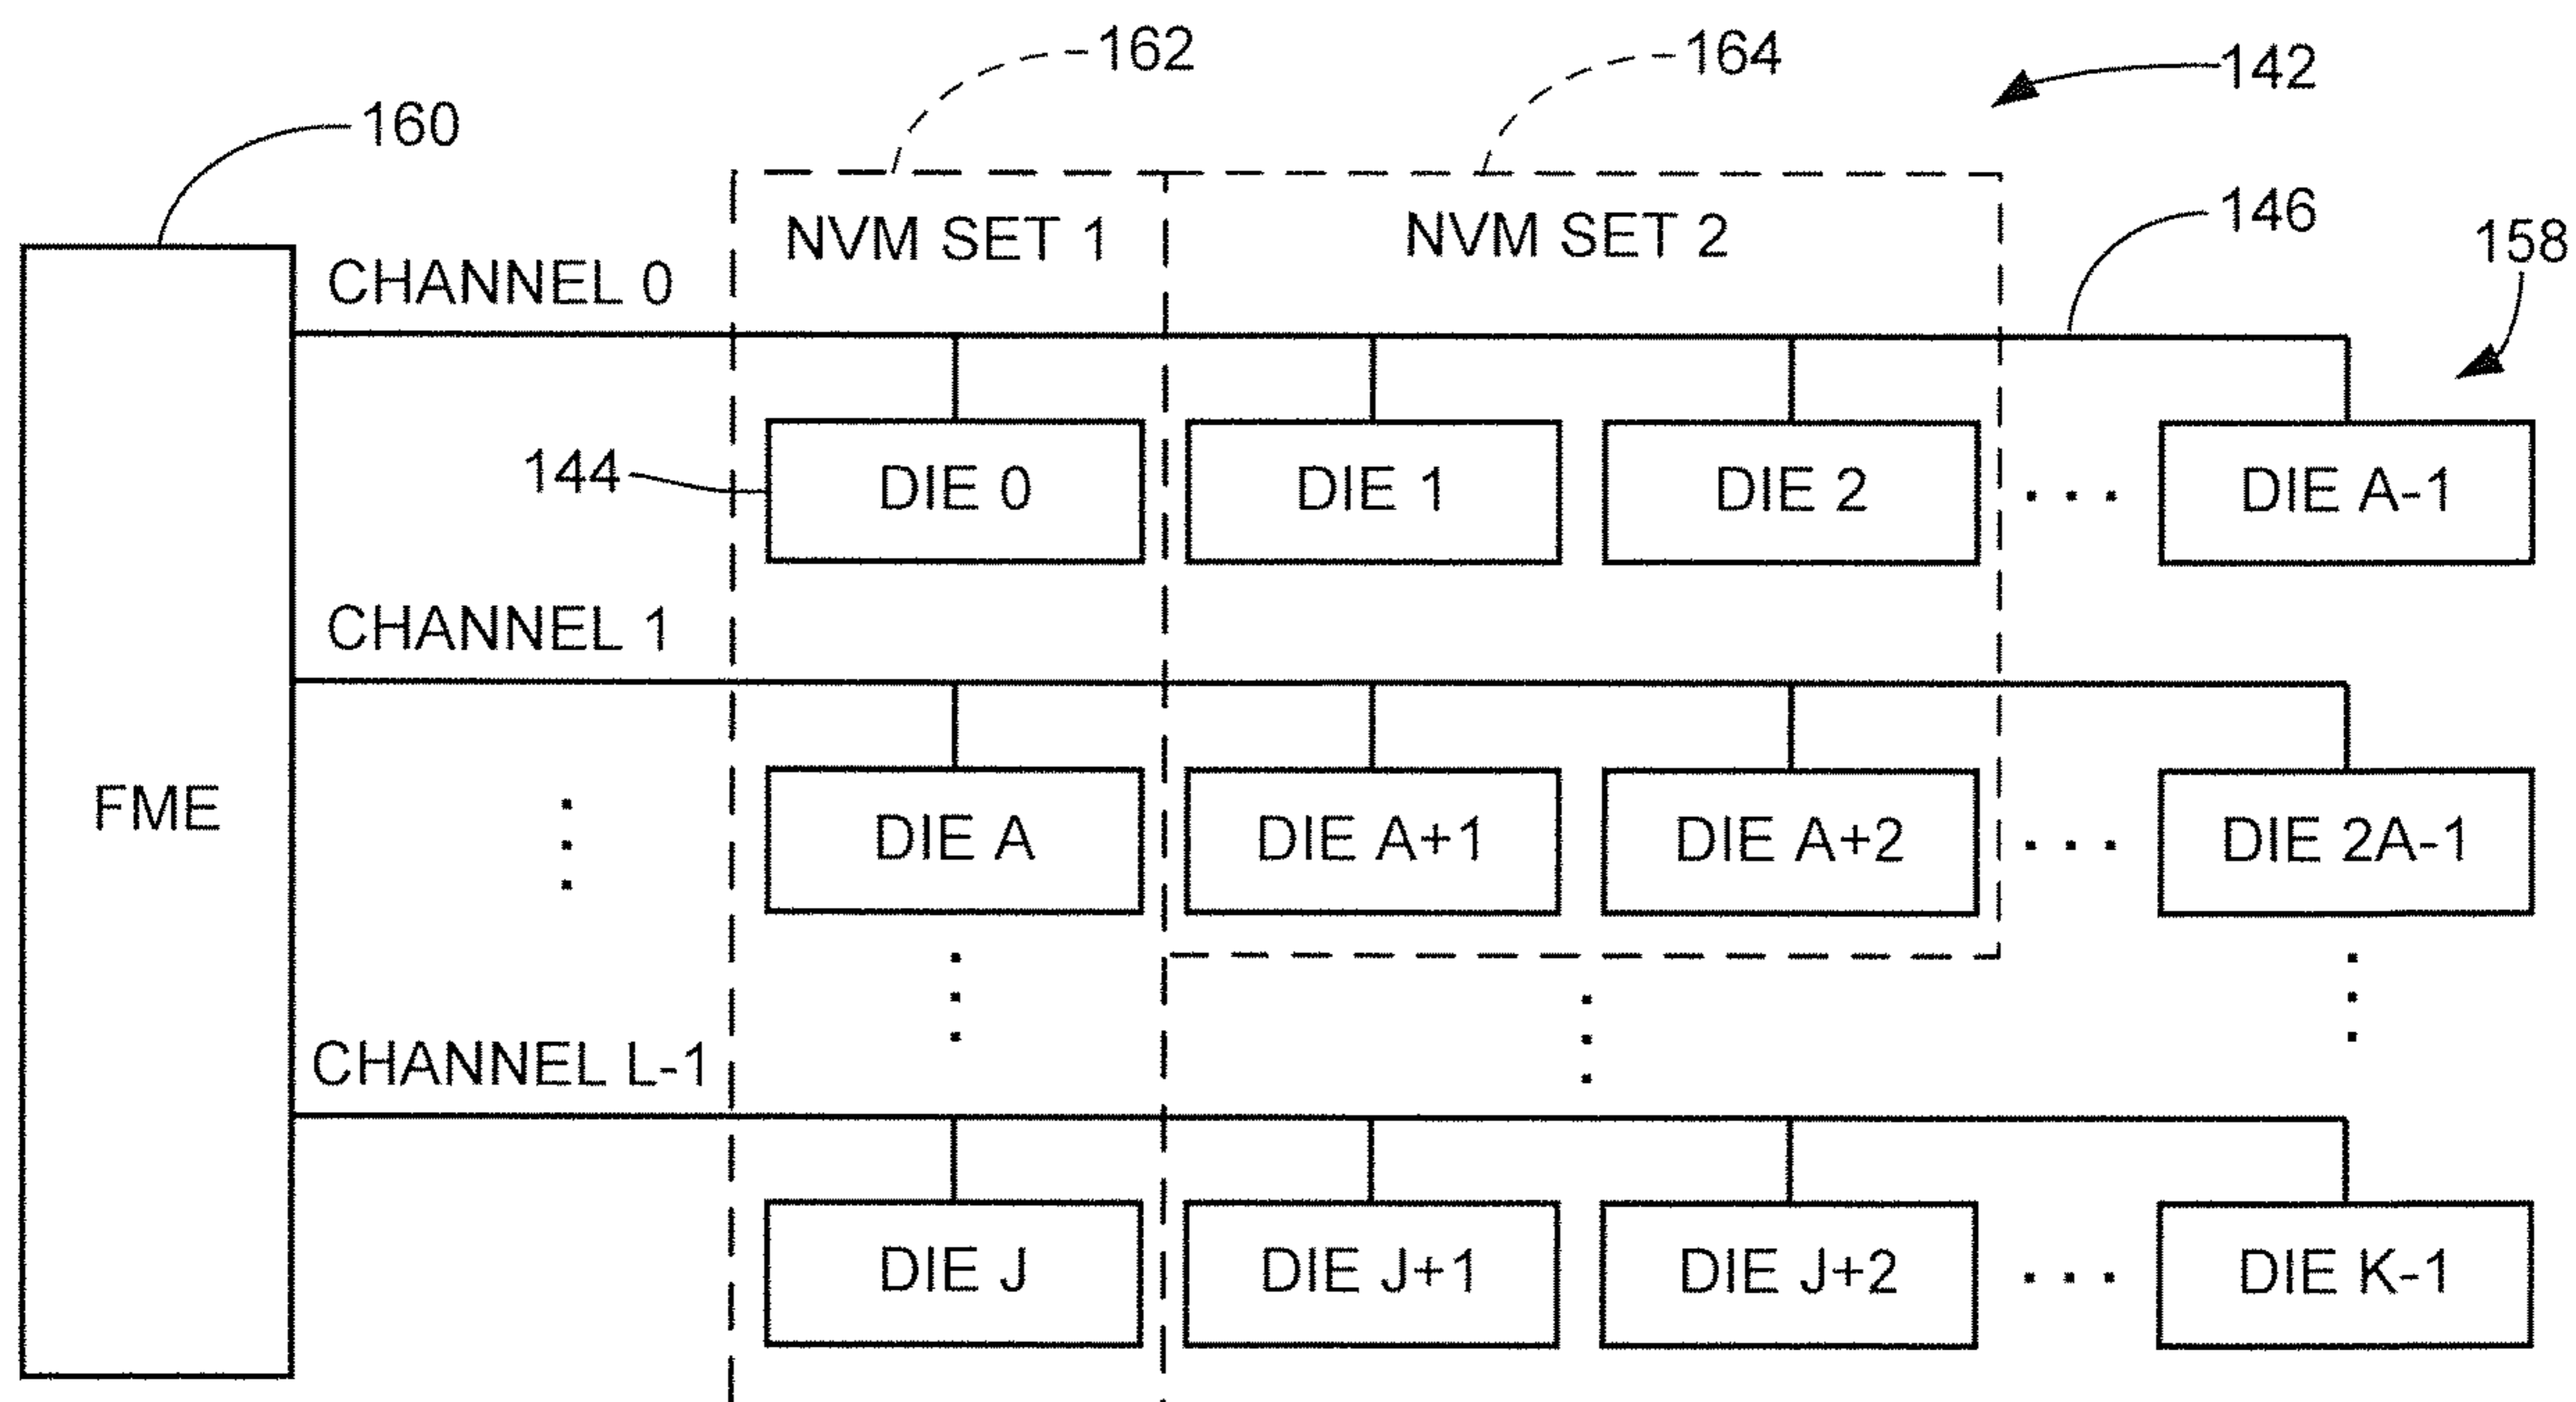 162
164
142
160
146
158
NVM SET 1
NVM SET 2
CHANNEL 0
144
DIE 0
DIE 1
DIE 2
. . .
DIE A-1
CHANNEL 1
FME
DIE A
DIE A+1
DIE A+2
. . .
DIE 2A-1
CHANNEL L-1
DIE J
DIE J+1
DIE J+2
. . .
DIE K-1